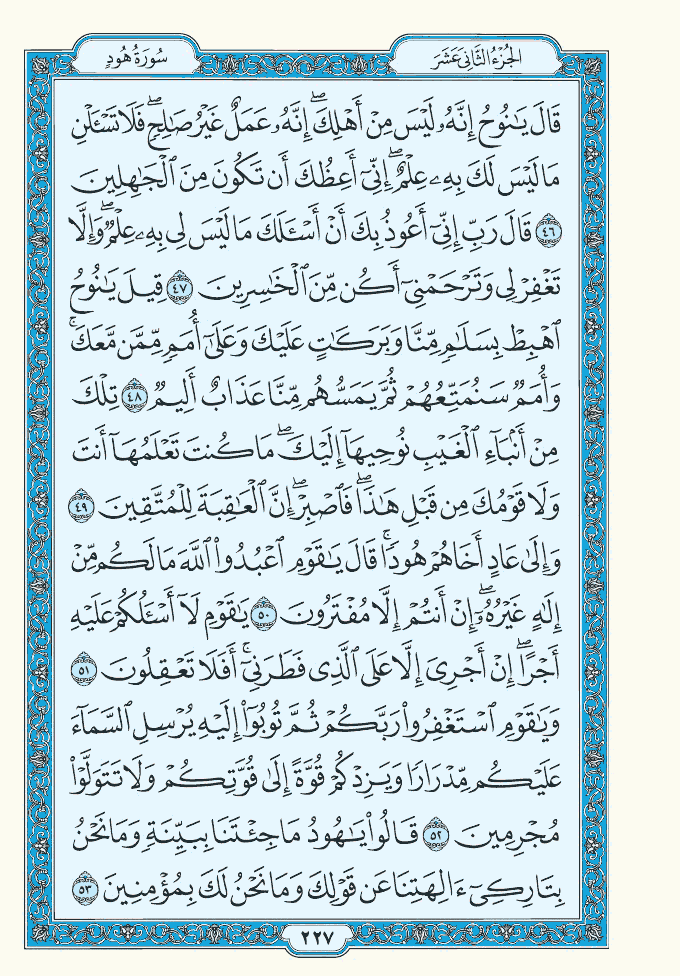 الجُزْءُ الثَّانِيَ عَشَرَ
سُورَةُ هُودٍ
قَالَ يَٰنُوحُ إِنَّهُۥ لَيْسَ مِنْ أَهْلِكَۖ إِنَّهُۥ عَمَلٌ غَيْرُ صَٰلِحٖۖ فَلَا تَسْـَٔلْنِ
مَا لَيْسَ لَكَ بِهِۦ عِلْمٌۖ إِنِّيٓ أَعِظُكَ أَن تَكُونَ مِنَ ٱلْجَٰهِلِينَ
٤٦ قَالَ رَبِّ إِنِّيٓ أَعُوذُ بِكَ أَنْ أَسْـَٔلَكَ مَا لَيْسَ لِي بِهِۦ عِلْمٌۖ وَإِلَّا
تَغْفِرْ لِي وَتَرْحَمْنِيٓ أَكُن مِّنَ ٱلْخَٰسِرِينَ ٤٧ قِيلَ يَٰنُوحُ
ٱهْبِطْ بِسَلَٰمٖ مِّنَّا وَبَرَكَٰتٍ عَلَيْكَ وَعَلَىٰٓ أُمَمٖ مِّمَّن مَّعَكَۚ
وَأُمَمٌ سَنُمَتِّعُهُمْ ثُمَّ يَمَسُّهُم مِّنَّا عَذَابٌ أَلِيمٌ ٤٨ تِلْكَ
مِنْ أَنۢبَآءِ ٱلْغَيْبِ نُوحِيهَآ إِلَيْكَۖ مَا كُنتَ تَعْلَمُهَآ أَنتَ
وَلَا قَوْمُكَ مِن قَبْلِ هَٰذَاۖ فَٱصْبِرْۖ إِنَّ ٱلْعَٰقِبَةَ لِلْمُتَّقِينَ ٤٩
وَإِلَىٰ عَادٍ أَخَاهُمْ هُودٗاۚ قَالَ يَٰقَوْمِ ٱعْبُدُوا۟ ٱللَّهَ مَا لَكُم مِّنْ
إِلَٰهٍ غَيْرُهُۥٓۖ إِنْ أَنتُمْ إِلَّا مُفْتَرُونَ ٥٠ يَٰقَوْمِ لَآ أَسْـَٔلُكُمْ عَلَيْهِ
أَجْرًاۖ إِنْ أَجْرِيَ إِلَّا عَلَى ٱلَّذِي فَطَرَنِيٓۚ أَفَلَا تَعْقِلُونَ ٥١
وَيَٰقَوْمِ ٱسْتَغْفِرُوا۟ رَبَّكُمْ ثُمَّ تُوبُوٓا۟ إِلَيْهِ يُرْسِلِ ٱلسَّمَآءَ
عَلَيْكُم مِّدْرَارٗا وَيَزِدْكُمْ قُوَّةً إِلَىٰ قُوَّتِكُمْ وَلَا تَتَوَلَّوْا۟
مُجْرِمِينَ ٥٢ قَالُوا۟ يَٰهُودُ مَا جِئْتَنَا بِبَيِّنَةٖ وَمَا نَحْنُ
بِتَارِكِيٓ ءَالِهَتِنَا عَن قَوْلِكَ وَمَا نَحْنُ لَكَ بِمُؤْمِنِينَ ٥٣
٢٢٧